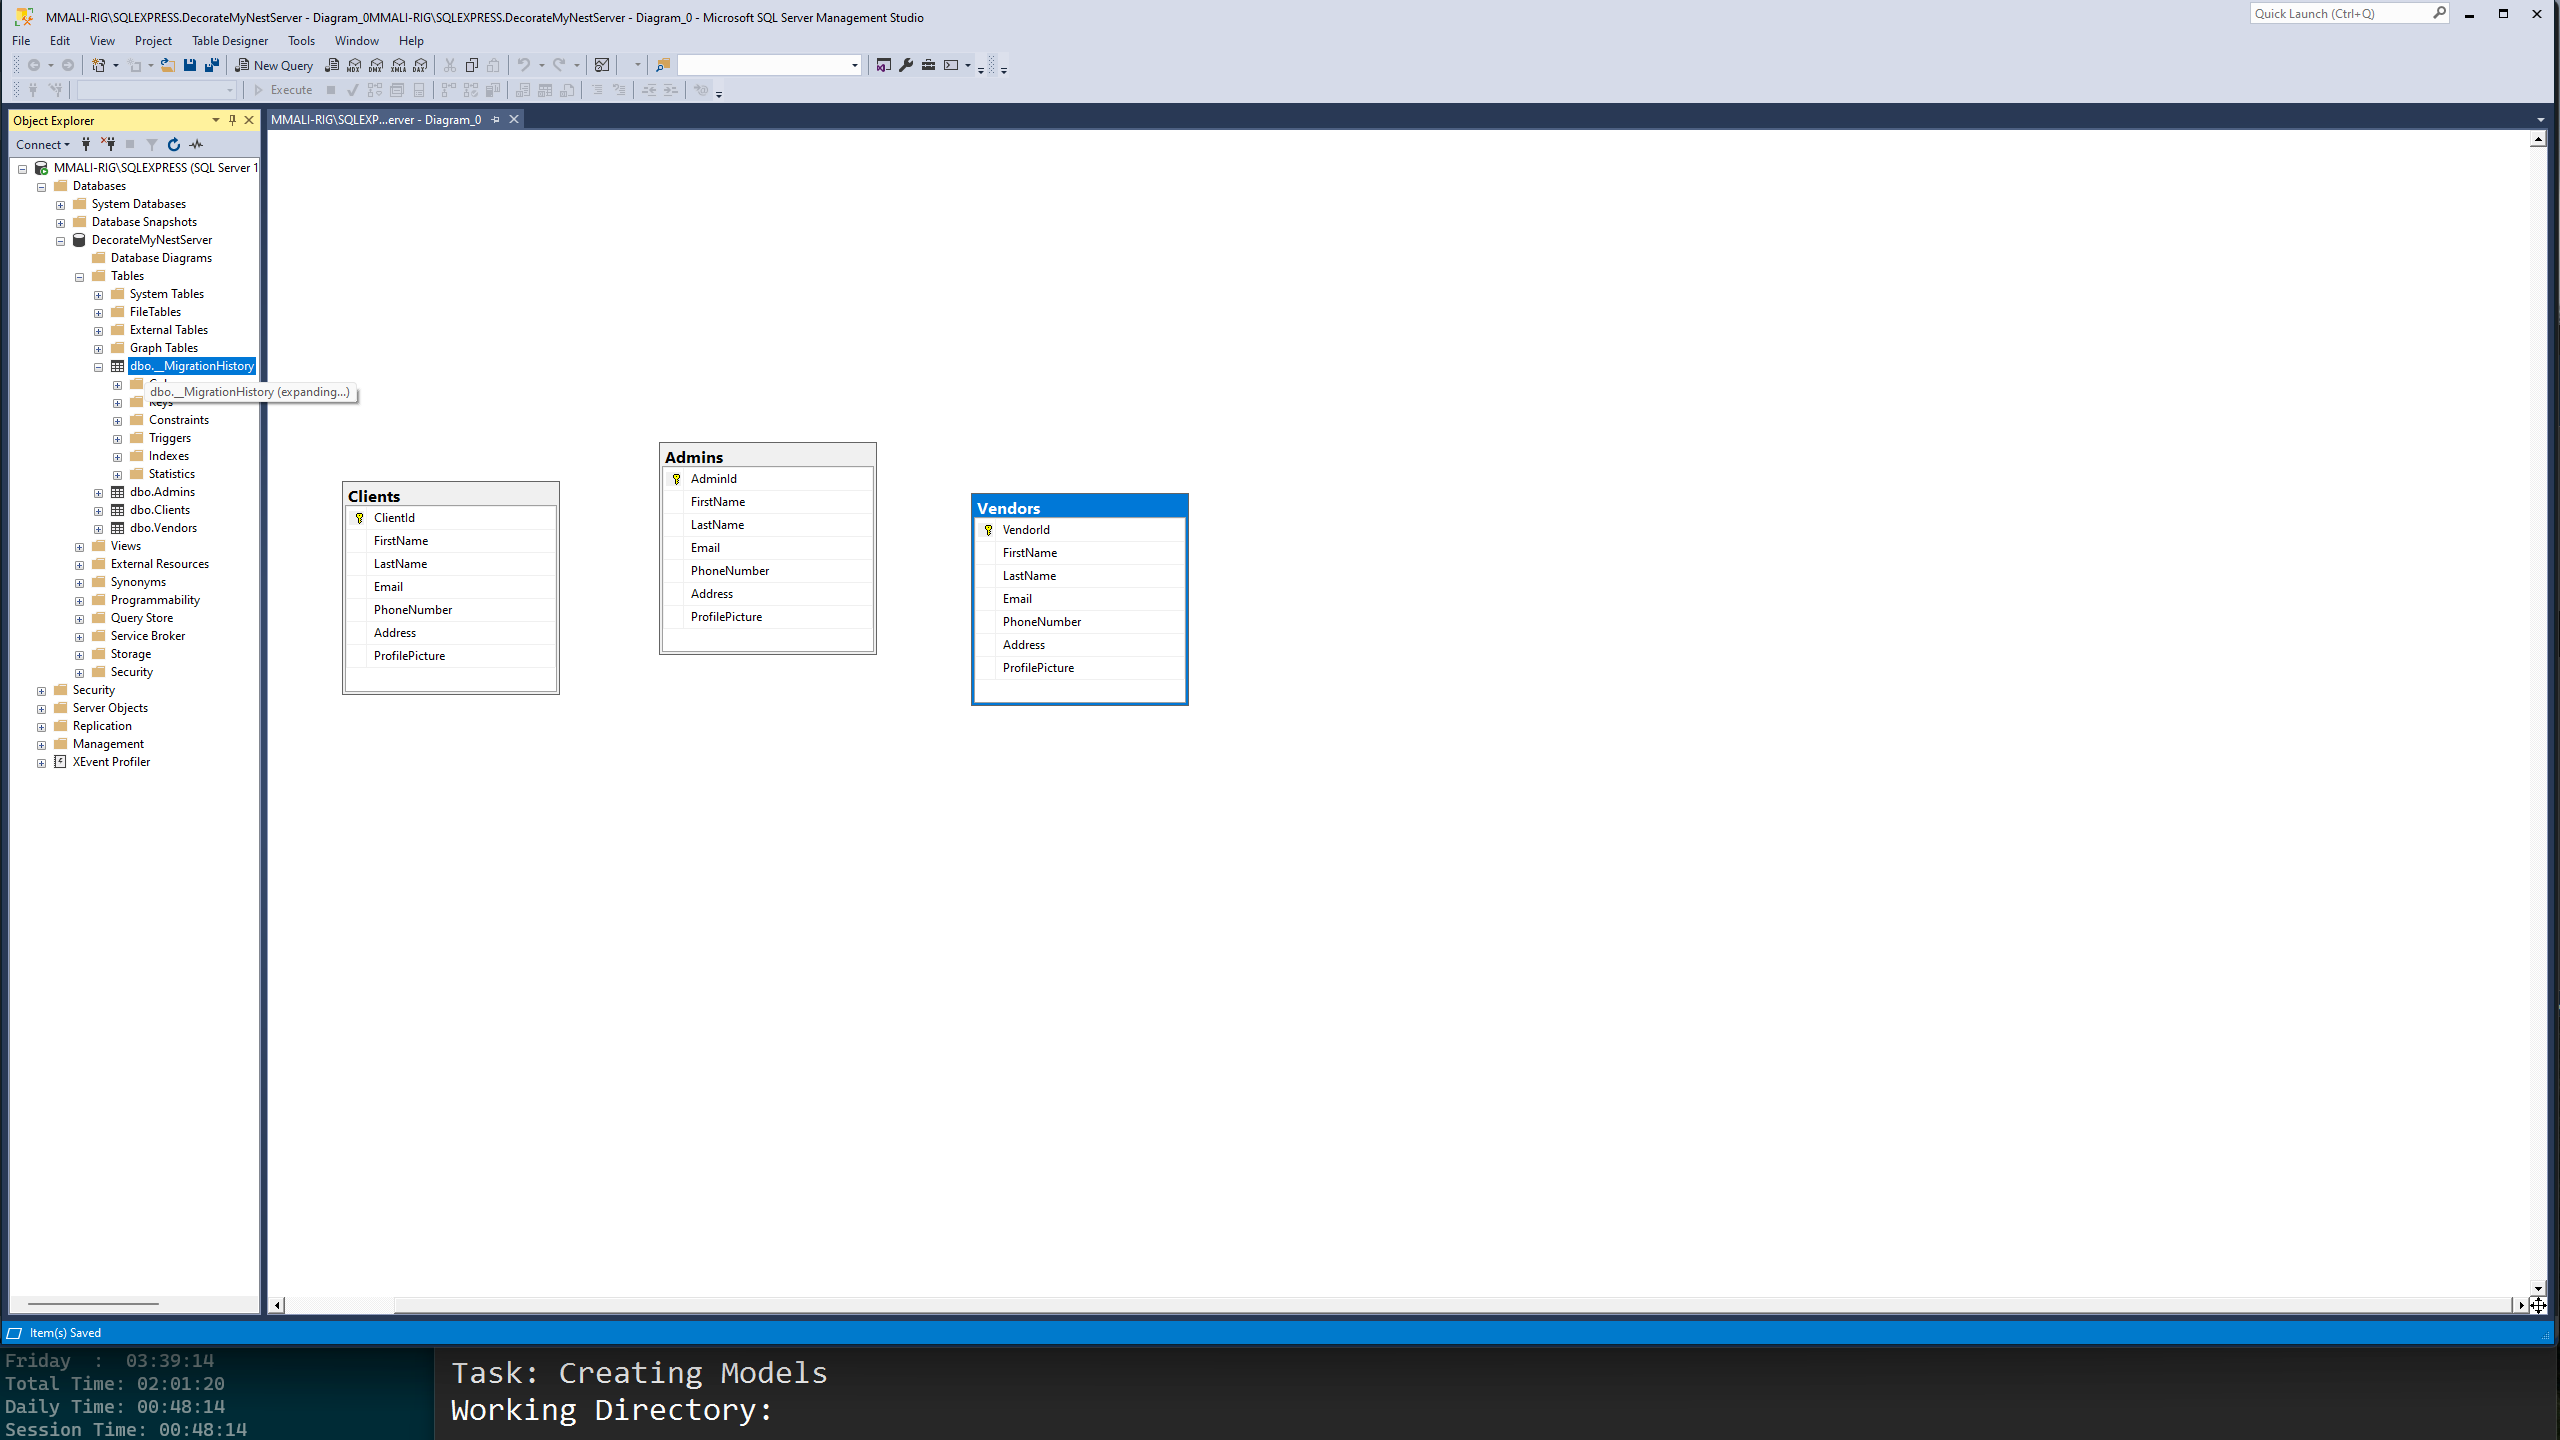 MMALI-RIG\SQLEXPRESS.DecorateMyNestServer - Diagram_0MMALI-RIG\SQLEXPRESS.DecorateMyNestServer - Diagram_0 - Microsoft SQL Server Management Studio
Quick Launch (Ctrl+Q)
File Edit View Project Table Designer Tools Window Help
New Query MDX DMX XMLA DAX
Execute
Object Explorer
MMALI-RIG\SQLEXP...erver - Diagram_0
Connect
MMALI-RIG\SQLEXPRESS (SQL Server 1
Databases
System Databases
Database Snapshots
DecorateMyNestServer
Database Diagrams
Tables
System Tables
FileTables
External Tables
Graph Tables
dbo.__MigrationHistory
dbo.__MigrationHistory (expanding...)
Keys
Constraints
Triggers
Indexes
Statistics
dbo.Admins
dbo.Clients
dbo.Vendors
Views
External Resources
Synonyms
Programmability
Query Store
Service Broker
Storage
Security
Security
Server Objects
Replication
Management
XEvent Profiler
Clients
ClientId
FirstName
LastName
Email
PhoneNumber
Address
ProfilePicture
Admins
AdminId
FirstName
LastName
Email
PhoneNumber
Address
ProfilePicture
Vendors
VendorId
FirstName
LastName
Email
PhoneNumber
Address
ProfilePicture
Item(s) Saved
Friday : 03:39:14
Total Time: 02:01:20
Daily Time: 00:48:14
Session Time: 00:48:14
Task: Creating Models
Working Directory: